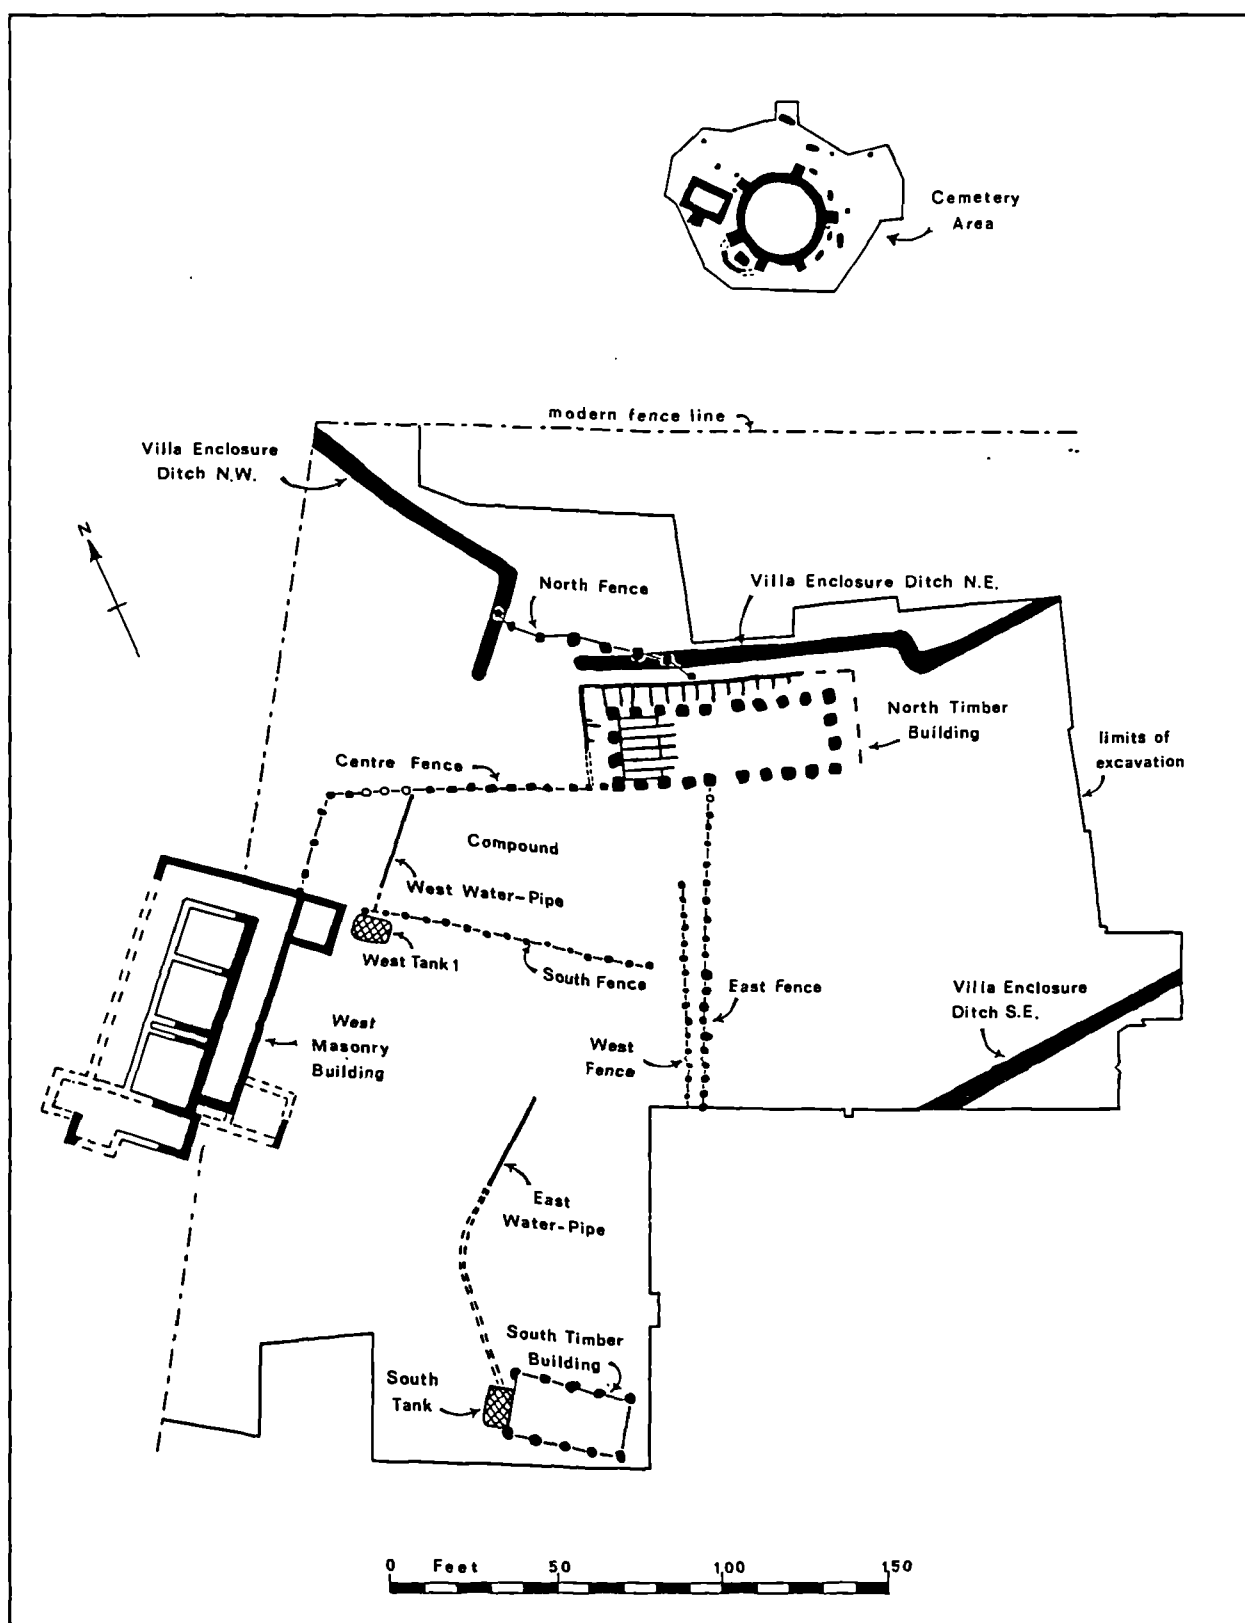 Cemetery
Area
modern fence line
Villa Enclosure
Ditch N.W.
N
North Fence
Villa Enclosure Ditch N.E.
North Timber
Building
limits of
excavation
Centre Fence
Compound
West Water-Pipe
West Tank 1
South Fence
East Fence
Villa Enclosure
Ditch S.E.
West
Masonry
Building
West
Fence
East
Water-Pipe
South Timber
Building
South
Tank
0 Feet 50 100 150